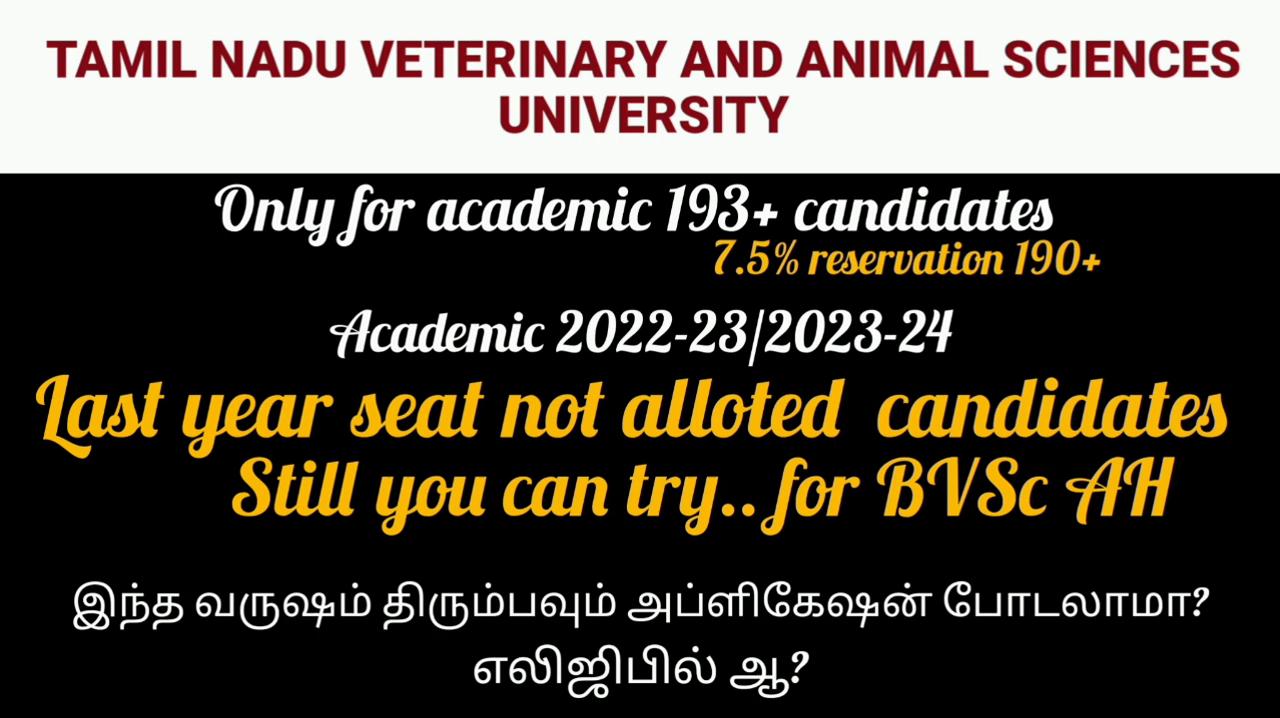 TAMIL NADU VETERINARY AND ANIMAL SCIENCES
UNIVERSITY
Only for academic 193+ candidates
7.5% reservation 190+
Academic 2022-23/2023-24
Last year seat not alloted candidates
Still you can try.. for BVSc AH
இந்த வருஷம் திரும்பவும் அப்ளிகேஷன் போடலாமா?
எலிஜிபில் ஆ?